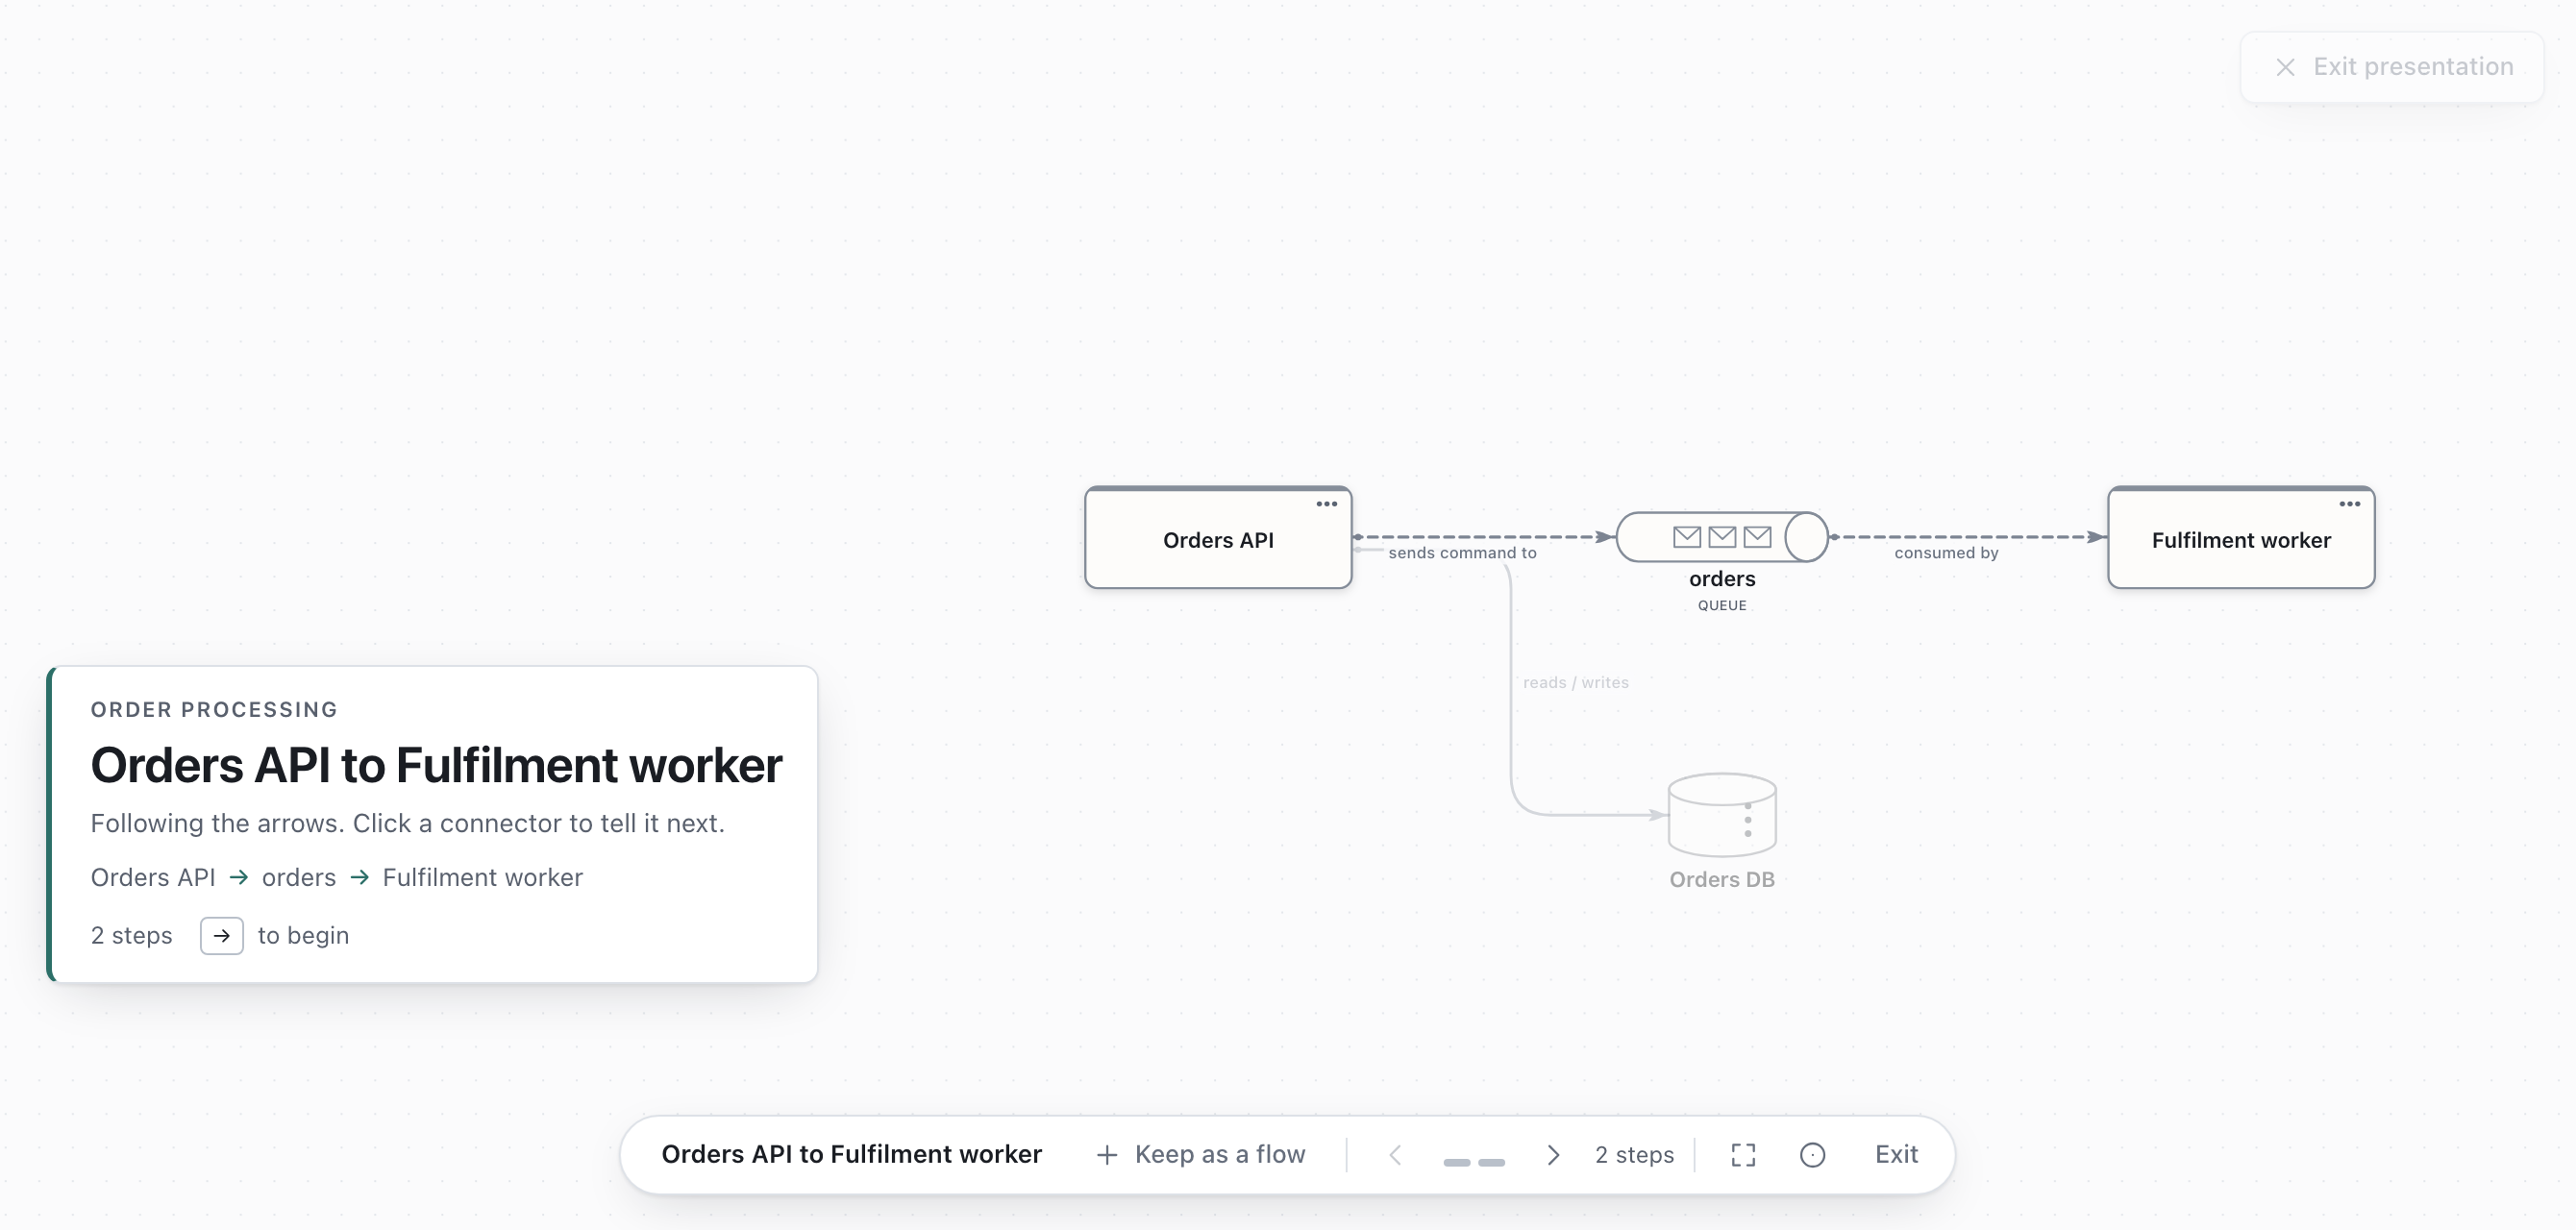 Exit presentation
Orders API
sends command to
orders
QUEUE
consumed by
Fulfilment worker
reads / writes
Orders DB
ORDER PROCESSING
Orders API to Fulfilment worker
Following the arrows. Click a connector to tell it next.
Orders API → orders → Fulfilment worker
2 steps → to begin
Orders API to Fulfilment worker
Keep as a flow
2 steps
Exit